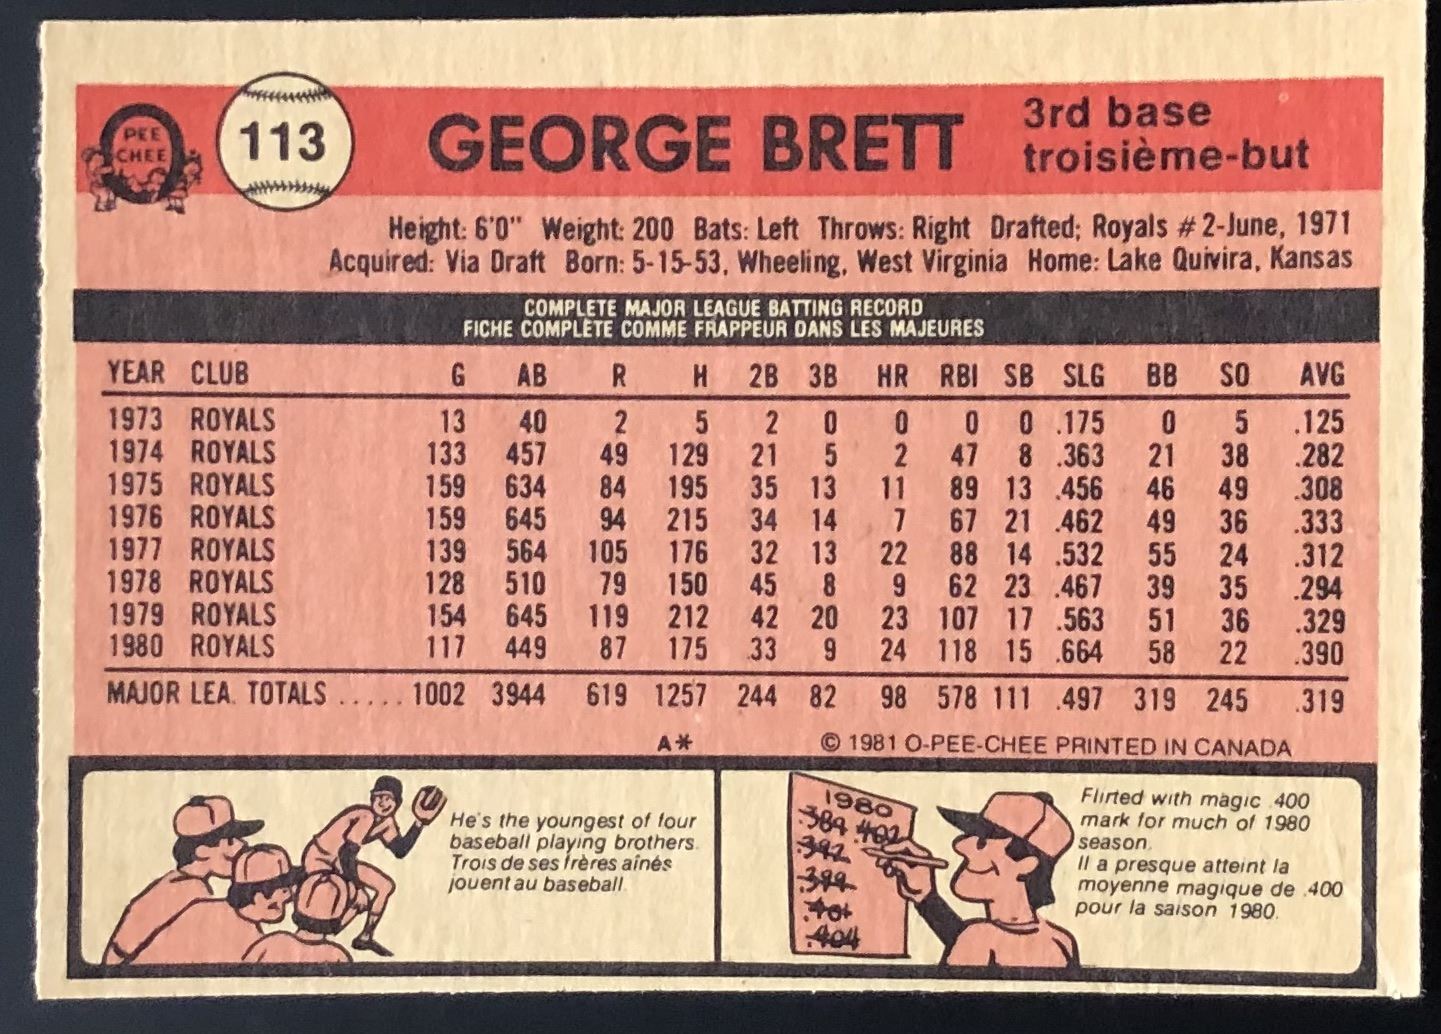 PEE
CHEE
113
GEORGE BRETT
3rd base
troisième-but
Height: 6'0" Weight: 200 Bats: Left Throws: Right Drafted; Royals #2-June, 1971
Acquired: Via Draft Born: 5-15-53, Wheeling, West Virginia Home: Lake Quivira, Kansas
COMPLETE MAJOR LEAGUE BATTING RECORD
FICHE COMPLÈTE COMME FRAPPEUR DANS LES MAJEURES
YEAR CLUB G AB R H 2B 3B HR RBI SB SLG BB SO AVG
1973 ROYALS 13 40 2 5 2 0 0 0 0 .175 0 5 .125
1974 ROYALS 133 457 49 129 21 5 2 47 8 .363 21 38 .282
1975 ROYALS 159 634 84 195 35 13 11 89 13 .456 46 49 .308
1976 ROYALS 159 645 94 215 34 14 7 67 21 .462 49 36 .333
1977 ROYALS 139 564 105 176 32 13 22 88 14 .532 55 24 .312
1978 ROYALS 128 510 79 150 45 8 9 62 23 .467 39 35 .294
1979 ROYALS 154 645 119 212 42 20 23 107 17 .563 51 36 .329
1980 ROYALS 117 449 87 175 33 9 24 118 15 .664 58 22 .390
MAJOR LEA. TOTALS ..... 1002 3944 619 1257 244 82 98 578 111 .497 319 245 .319
A* © 1981 O-PEE-CHEE PRINTED IN CANADA
He's the youngest of four
baseball playing brothers.
Trois de ses frères aînés
jouent au baseball.
1980
.389 .402
.392
.399
.401
.404
Flirted with magic .400
mark for much of 1980
season.
Il a presque atteint la
moyenne magique de .400
pour la saison 1980.